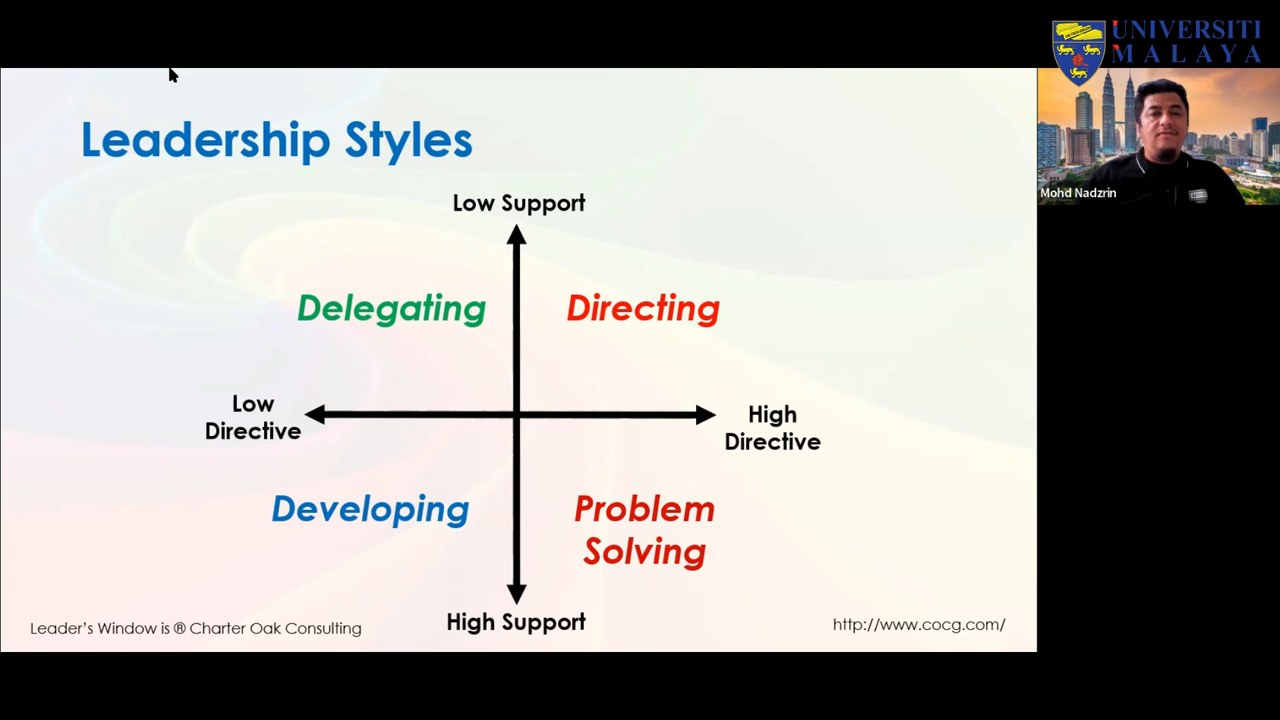 UNIVERSITI
MALAYA
Mohd Nadzrin
Leadership Styles
Low Support
Delegating
Directing
Low
Directive
High
Directive
Developing
Problem
Solving
High Support
Leader's Window is ® Charter Oak Consulting
http://www.cocg.com/